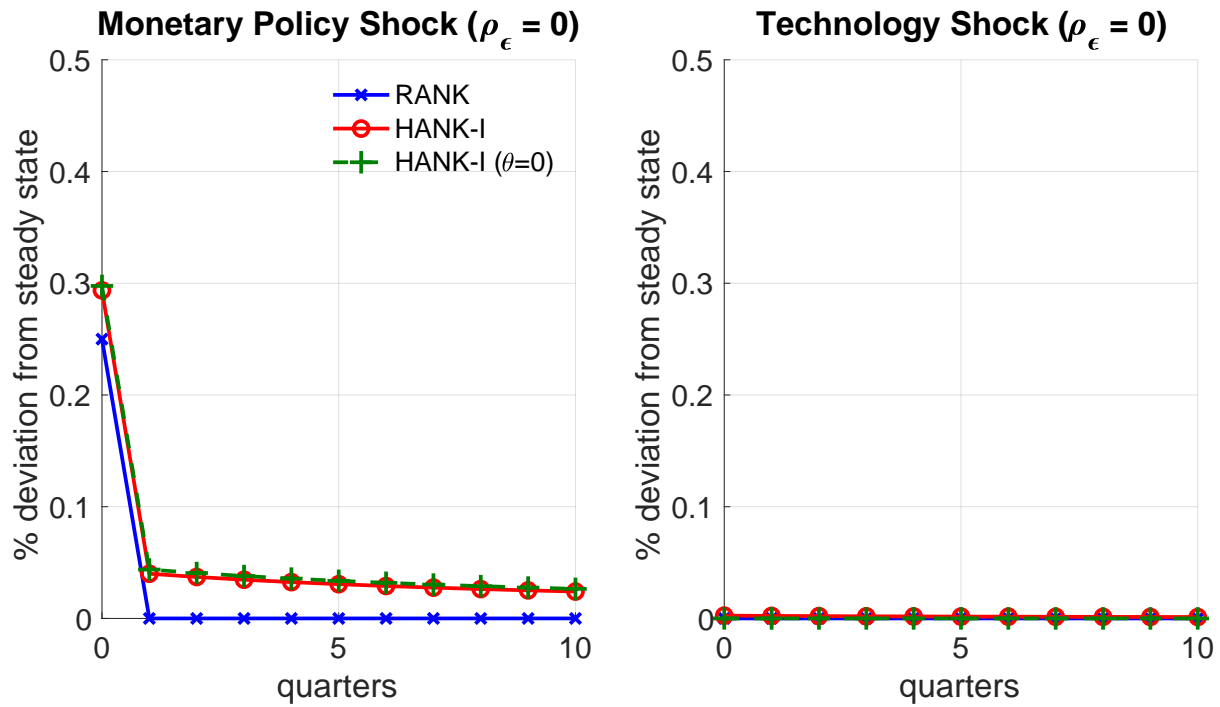 Monetary Policy Shock (ρ_ϵ = 0)
% deviation from steady state
0.5
0.4
0.3
0.2
0.1
0
0 5 10
quarters
RANK
HANK-I
HANK-I (θ=0)
Technology Shock (ρ_ϵ = 0)
% deviation from steady state
0.5
0.4
0.3
0.2
0.1
0
0 5 10
quarters